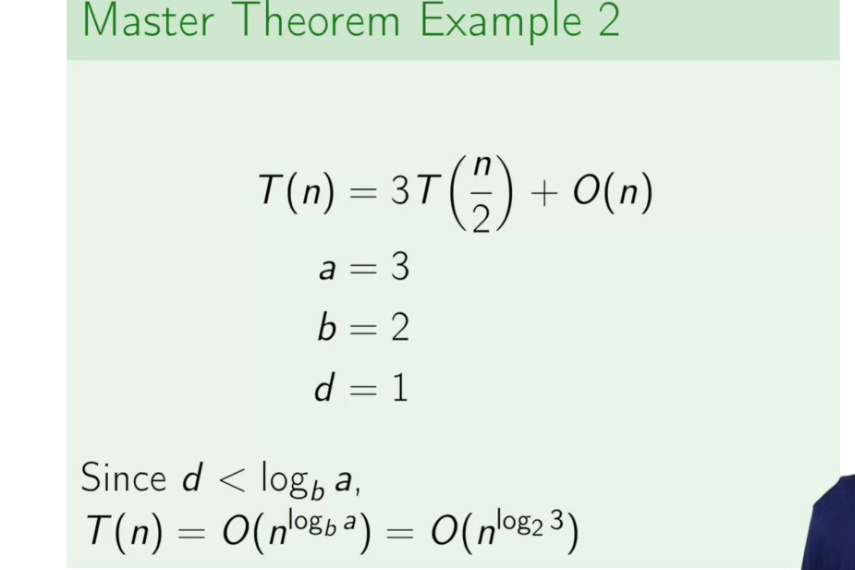 Master Theorem Example 2
T(n) = 3T(n/2) + O(n)
a = 3
b = 2
d = 1
Since d < log_b a,
T(n) = O(n^{log_b a}) = O(n^{log_2 3})